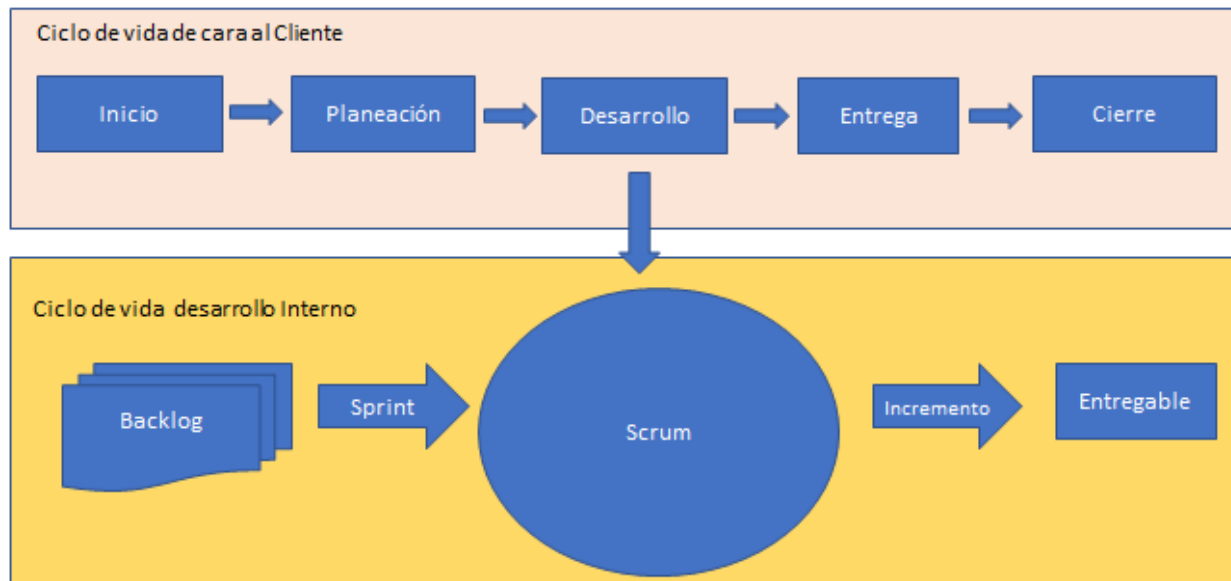 Ciclo de vida de cara al Cliente
Inicio
Planeación
Desarrollo
Entrega
Cierre
Ciclo de vida desarrollo Interno
Backlog
Sprint
Scrum
Incremento
Entregable